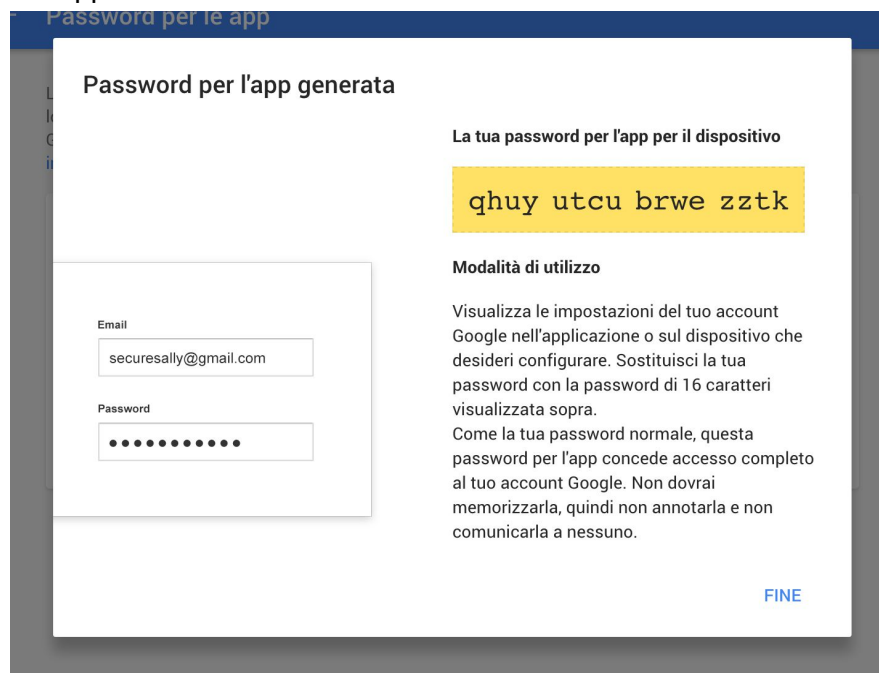 Password per le app
Password per l'app generata
La tua password per l'app per il dispositivo
qhuy utcu brwe zztk
Modalità di utilizzo
Visualizza le impostazioni del tuo account
Google nell'applicazione o sul dispositivo che
desideri configurare. Sostituisci la tua
password con la password di 16 caratteri
visualizzata sopra.
Come la tua password normale, questa
password per l'app concede accesso completo
al tuo account Google. Non dovrai
memorizzarla, quindi non annotarla e non
comunicarla a nessuno.
Email
securesally@gmail.com
Password
●●●●●●●●●●●
FINE